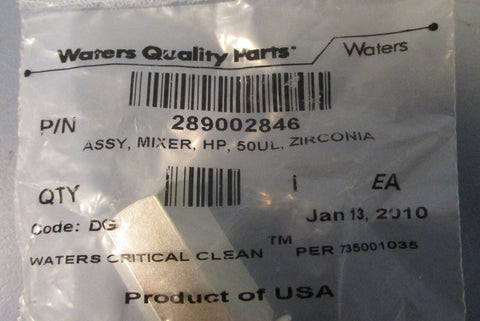 Waters Quality Parts
Waters
P/N 289002846
ASSY, MIXER, HP, 50UL, ZIRCONIA
QTY 1 EA
Code: DG Jan 13, 2010
WATERS CRITICAL CLEAN ™ PER 735001035
Product of USA